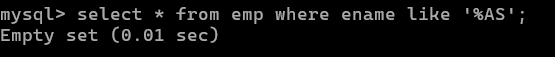 mysql> select * from emp where ename like '%AS';
Empty set (0.01 sec)